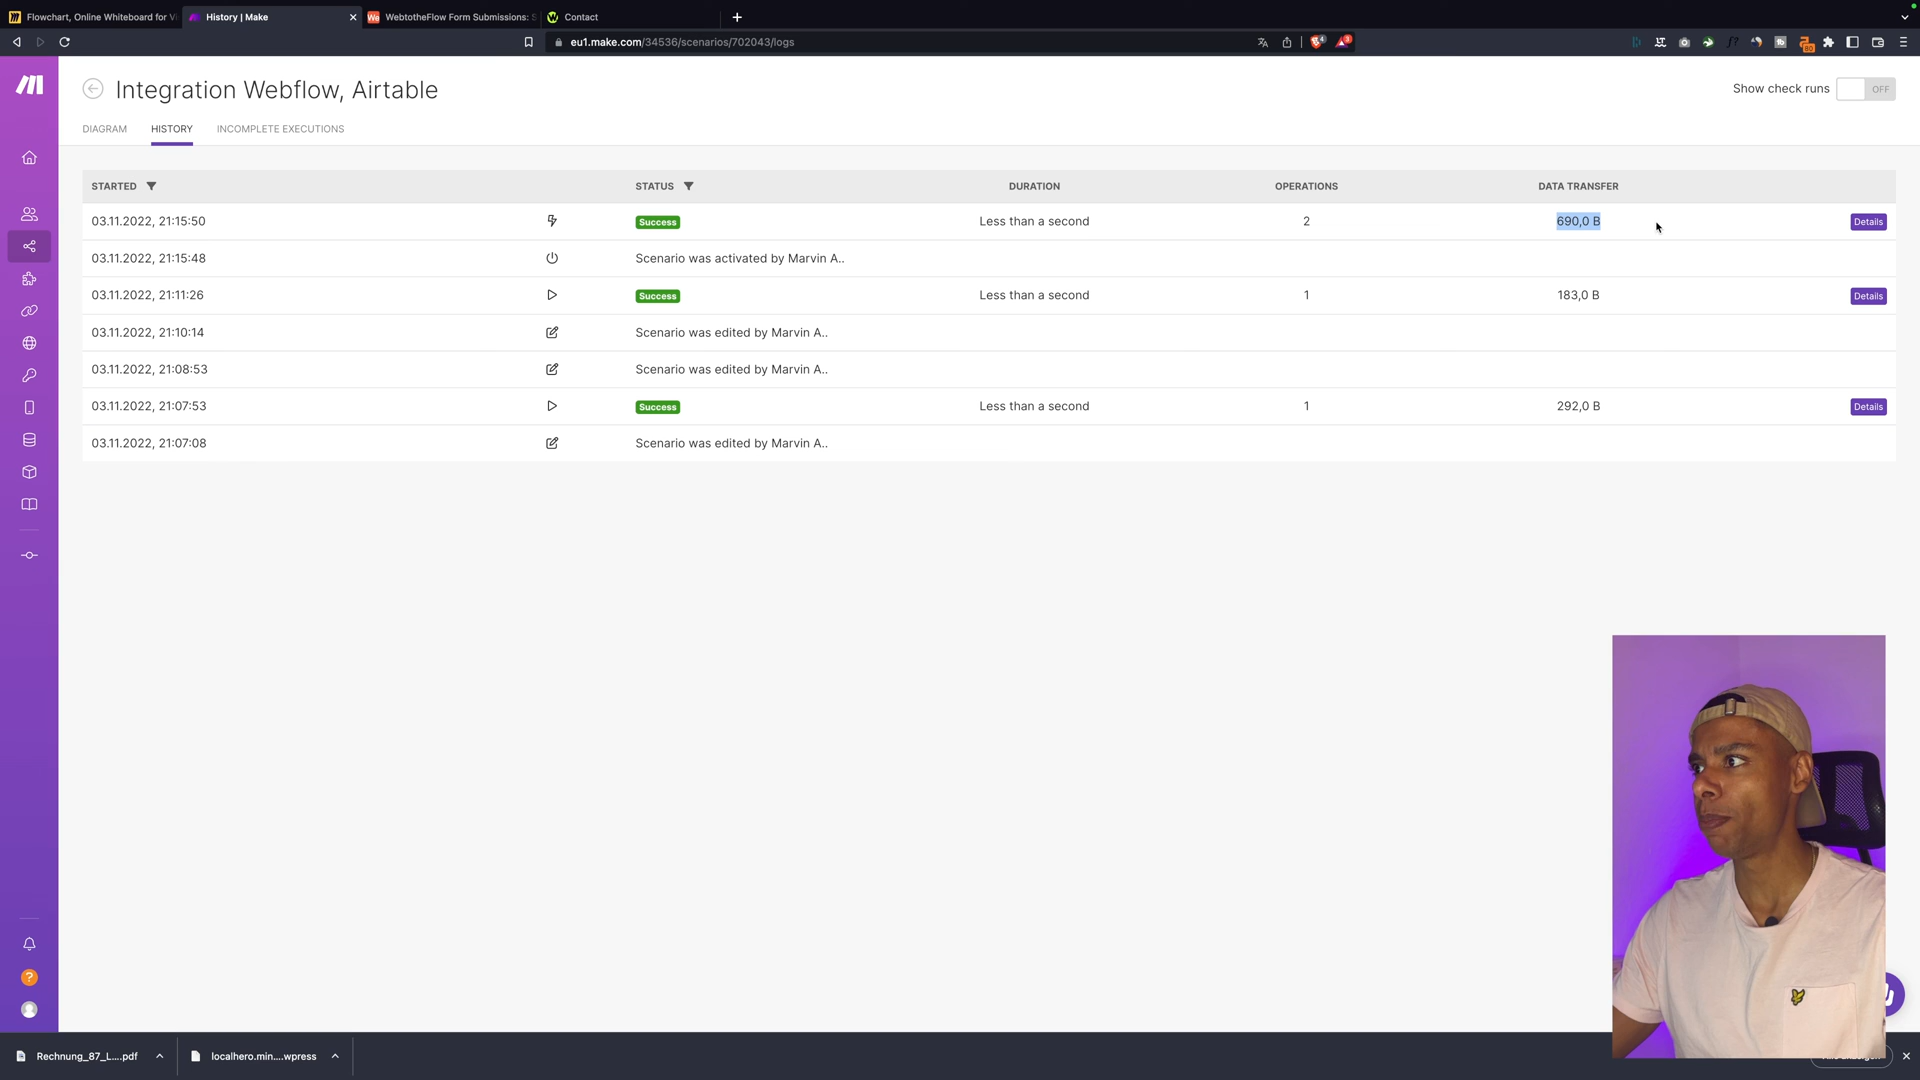 Flowchart, Online Whiteboard for Vi
History | Make
We WebtotheFlow Form Submissions: S
Contact
eu1.make.com/34536/scenarios/702043/logs
Integration Webflow, Airtable
Show check runs OFF
DIAGRAM HISTORY INCOMPLETE EXECUTIONS
STARTED STATUS DURATION OPERATIONS DATA TRANSFER
03.11.2022, 21:15:50 Success Less than a second 2 690,0 B Details
03.11.2022, 21:15:48 Scenario was activated by Marvin A..
03.11.2022, 21:11:26 Success Less than a second 1 183,0 B Details
03.11.2022, 21:10:14 Scenario was edited by Marvin A..
03.11.2022, 21:08:53 Scenario was edited by Marvin A..
03.11.2022, 21:07:53 Success Less than a second 1 292,0 B Details
03.11.2022, 21:07:08 Scenario was edited by Marvin A..
?
Rechnung_87_L....pdf
localhero.min....wpress